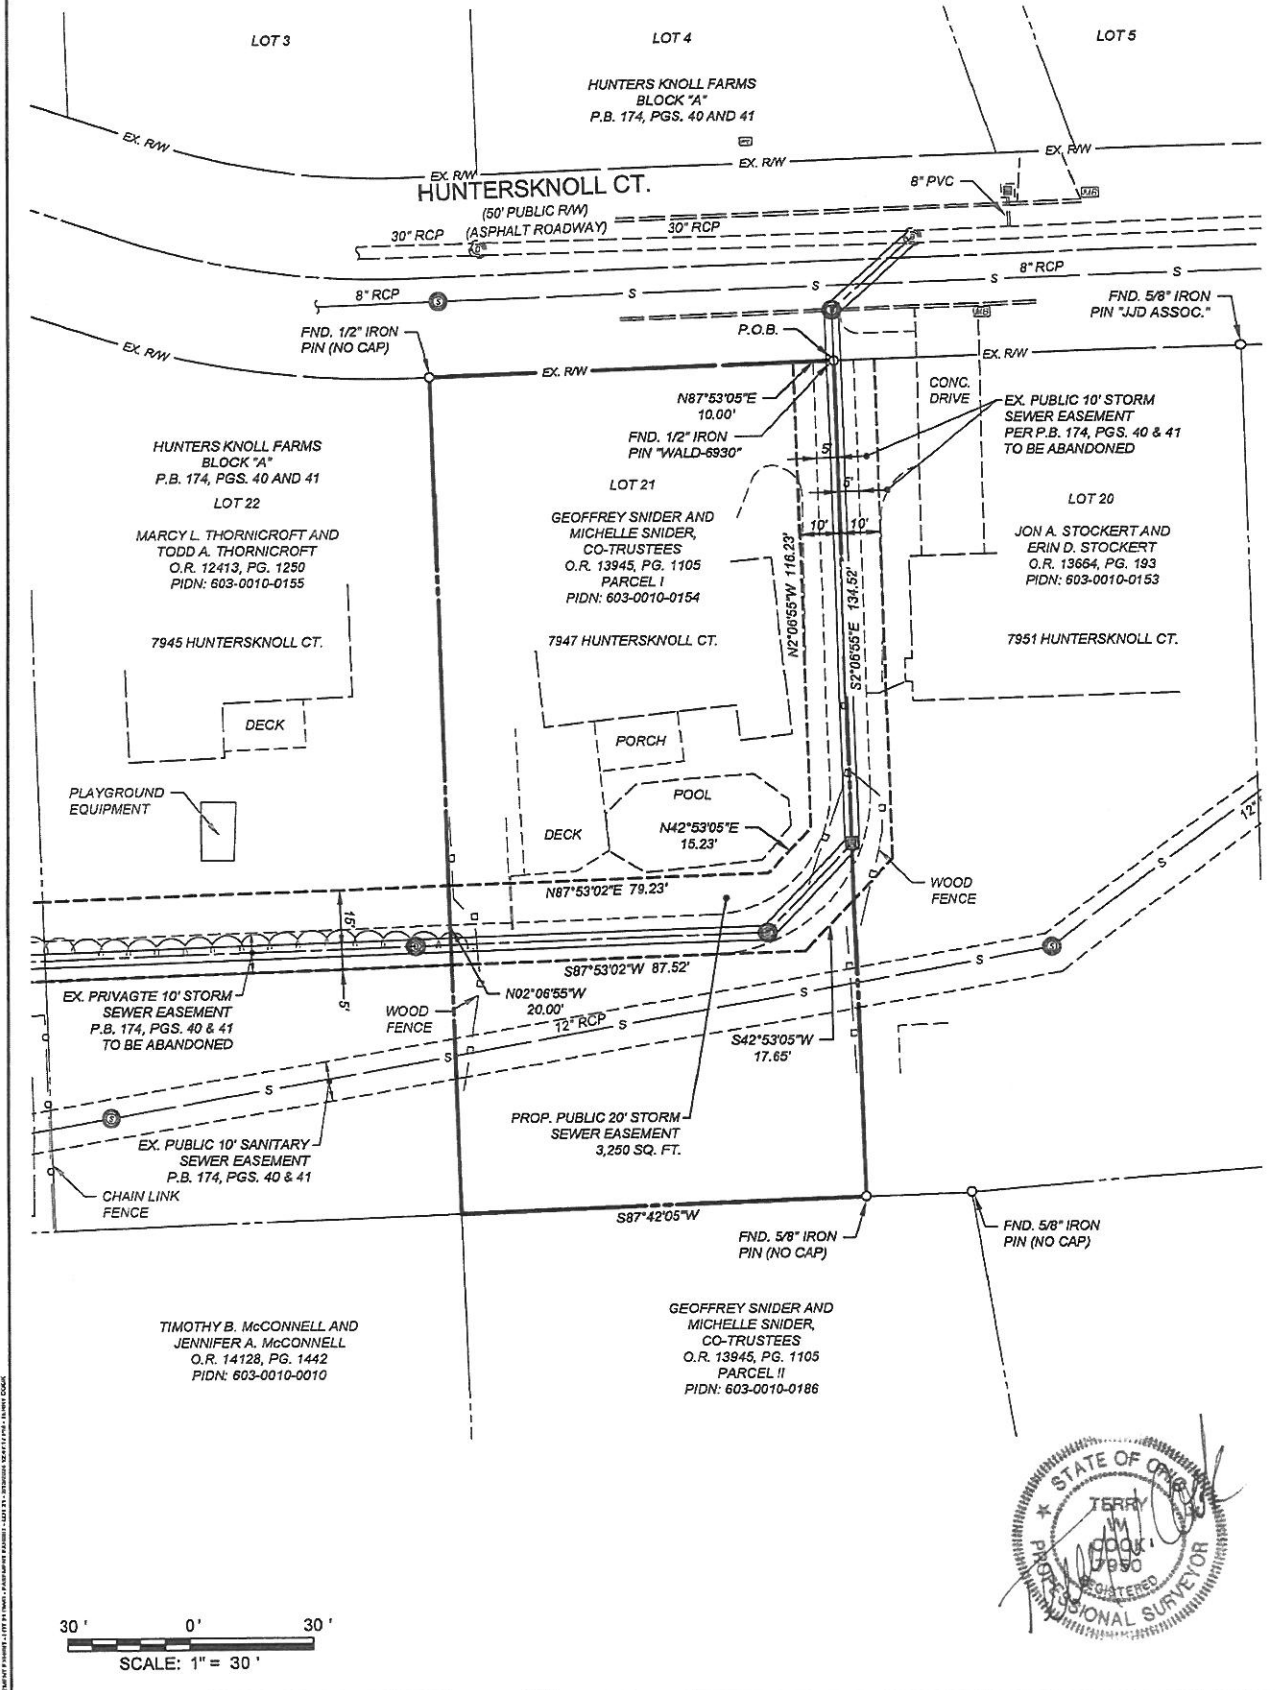 LOT 3
LOT 4
LOT 5
HUNTERS KNOLL FARMS
BLOCK "A"
P.B. 174, PGS. 40 AND 41
EX. R/W
EX. R/W
EX. R/W
EX. R/W
HUNTERSKNOLL CT.
(50' PUBLIC R/W)
(ASPHALT ROADWAY)
8" PVC
30" RCP
30" RCP
8" RCP
S
S
S
S
8" RCP
FND. 5/8" IRON
PIN "JJD ASSOC."
FND. 1/2" IRON
PIN (NO CAP)
P.O.B.
EX. R/W
EX. R/W
EX. R/W
N87°53'05"E
10.00'
CONC.
DRIVE
EX. PUBLIC 10' STORM
SEWER EASEMENT
PER P.B. 174, PGS. 40 & 41
TO BE ABANDONED
FND. 1/2" IRON
PIN "WALD-6930"
HUNTERS KNOLL FARMS
BLOCK "A"
P.B. 174, PGS. 40 AND 41
LOT 22
MARCY L. THORNICROFT AND
TODD A. THORNICROFT
O.R. 12413, PG. 1250
PIDN: 603-0010-0155
7945 HUNTERSKNOLL CT.
LOT 21
GEOFFREY SNIDER AND
MICHELLE SNIDER,
CO-TRUSTEES
O.R. 13945, PG. 1105
PARCEL I
PIDN: 603-0010-0154
7947 HUNTERSKNOLL CT.
5'
5'
10'
10'
N2°06'55"W 116.23'
S2°06'55"E 134.52'
LOT 20
JON A. STOCKERT AND
ERIN D. STOCKERT
O.R. 13664, PG. 193
PIDN: 603-0010-0153
7951 HUNTERSKNOLL CT.
DECK
PORCH
POOL
PLAYGROUND
EQUIPMENT
DECK
N42°53'05"E
15.23'
12"
S
WOOD
FENCE
N87°53'02"E 79.23'
15'
5'
S87°53'02"W 87.52'
EX. PRIVAGTE 10' STORM
SEWER EASEMENT
P.B. 174, PGS. 40 & 41
TO BE ABANDONED
WOOD
FENCE
N02°06'55"W
20.00'
12" RCP
S
S
S
S
S
S42°53'05"W
17.65'
PROP. PUBLIC 20' STORM
SEWER EASEMENT
3,250 SQ. FT.
EX. PUBLIC 10' SANITARY
SEWER EASEMENT
P.B. 174, PGS. 40 & 41
CHAIN LINK
FENCE
S87°42'05"W
FND. 5/8" IRON
PIN (NO CAP)
FND. 5/8" IRON
PIN (NO CAP)
TIMOTHY B. McCONNELL AND
JENNIFER A. McCONNELL
O.R. 14128, PG. 1442
PIDN: 603-0010-0010
GEOFFREY SNIDER AND
MICHELLE SNIDER,
CO-TRUSTEES
O.R. 13945, PG. 1105
PARCEL II
PIDN: 603-0010-0186
STATE OF OHIO
TERRY
W
COOK
7950
REGISTERED
PROFESSIONAL SURVEYOR
30 ' 0 ' 30 '
SCALE: 1" = 30 '